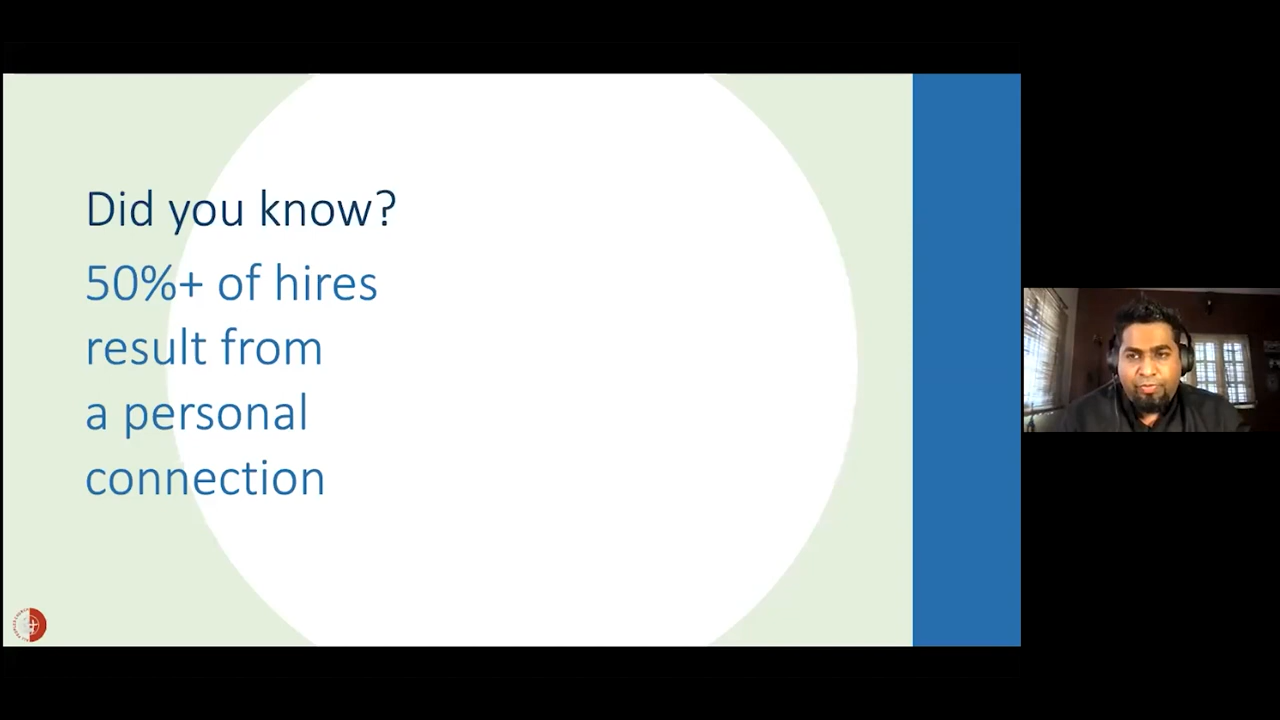 Did you know?
50%+ of hires
result from
a personal
connection